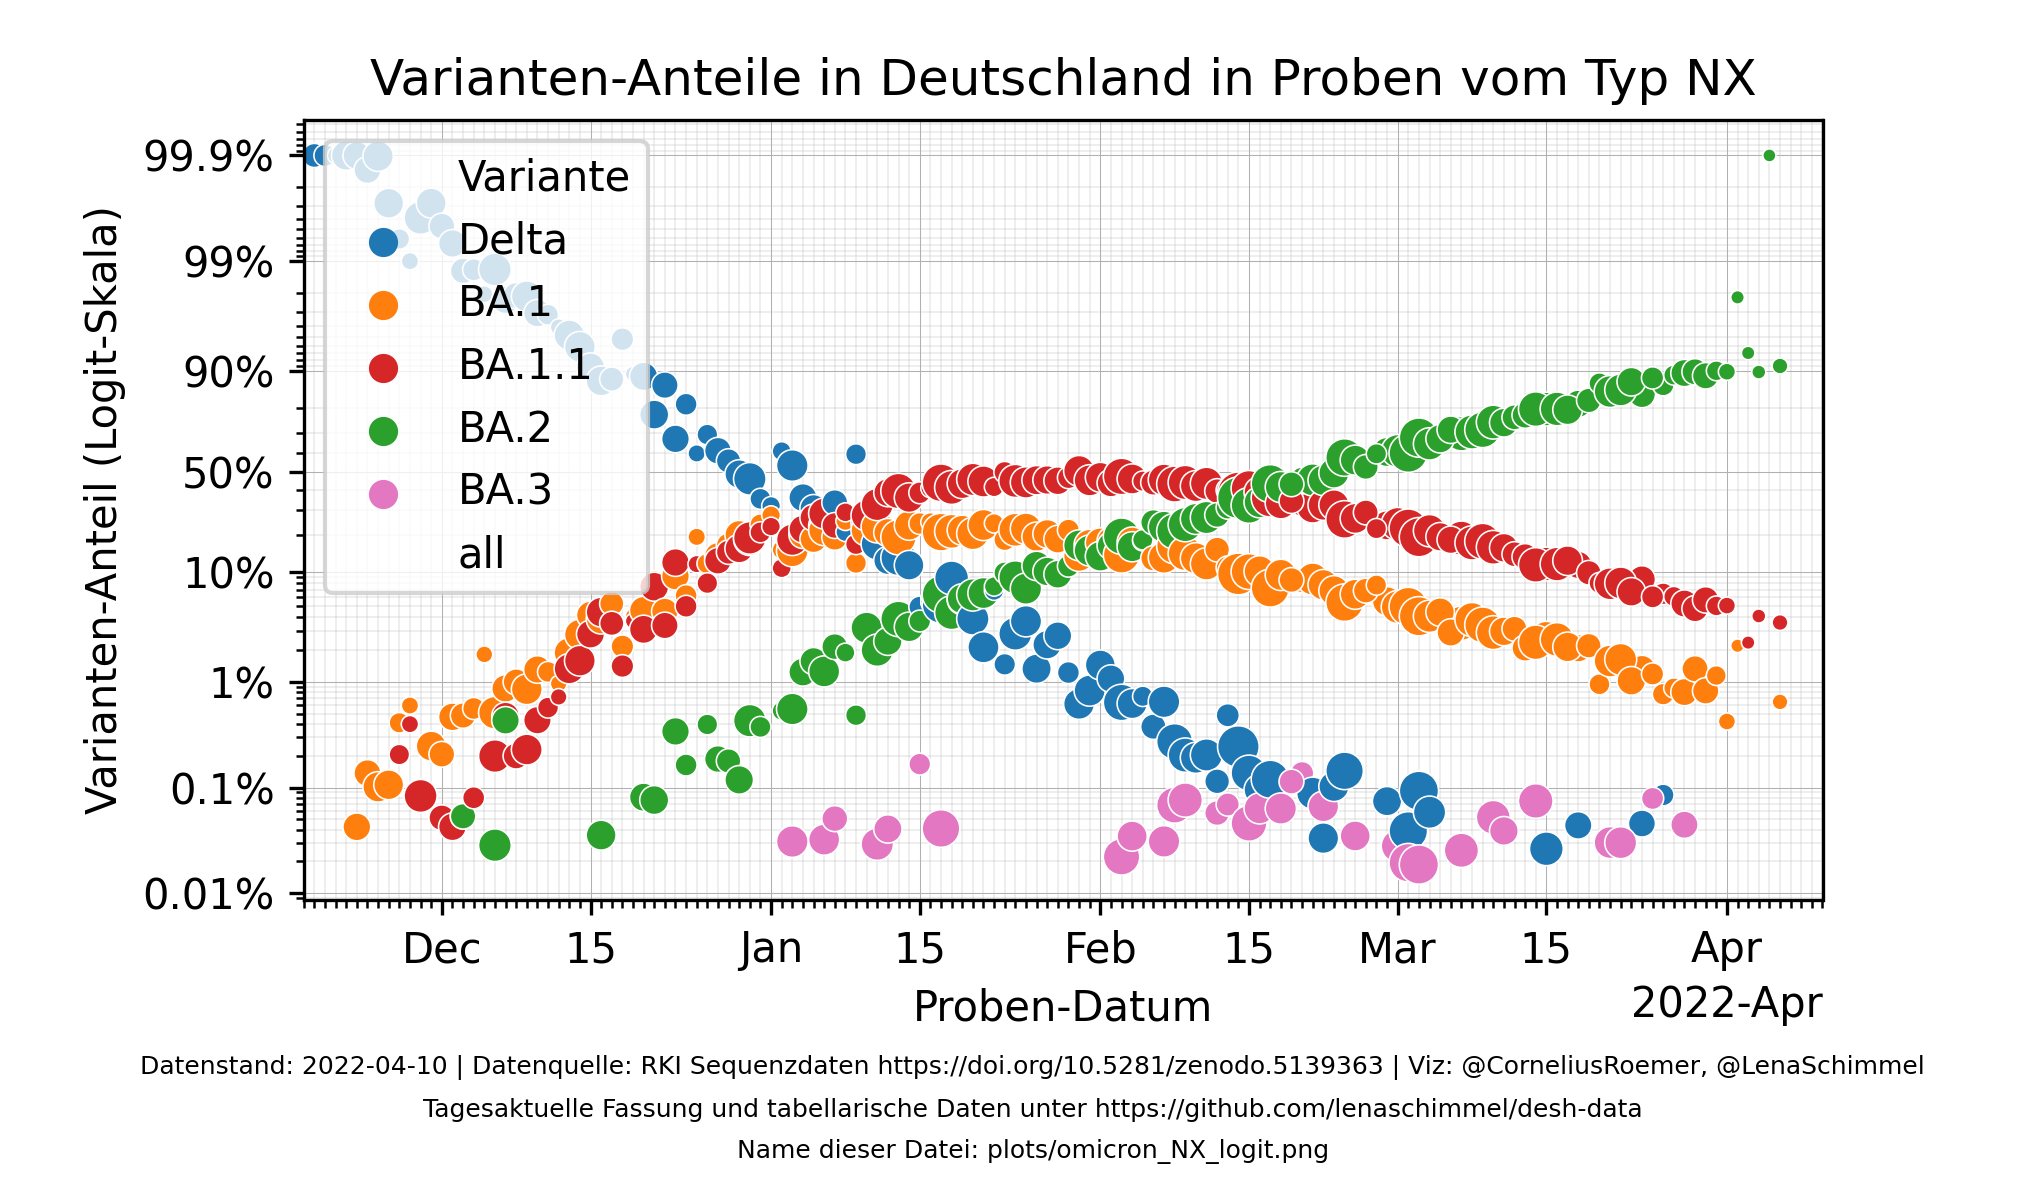 Varianten-Anteile in Deutschland in Proben vom Typ NX
Varianten-Anteil (Logit-Skala)
99.9%
99%
90%
50%
10%
1%
0.1%
0.01%
Variante
Delta
BA.1
BA.1.1
BA.2
BA.3
all
Dec 15 Jan 15 Feb 15 Mar 15 Apr
2022-Apr
Proben-Datum
Datenstand: 2022-04-10 | Datenquelle: RKI Sequenzdaten https://doi.org/10.5281/zenodo.5139363 | Viz: @CorneliusRoemer, @LenaSchimmel
Tagesaktuelle Fassung und tabellarische Daten unter https://github.com/lenaschimmel/desh-data
Name dieser Datei: plots/omicron_NX_logit.png